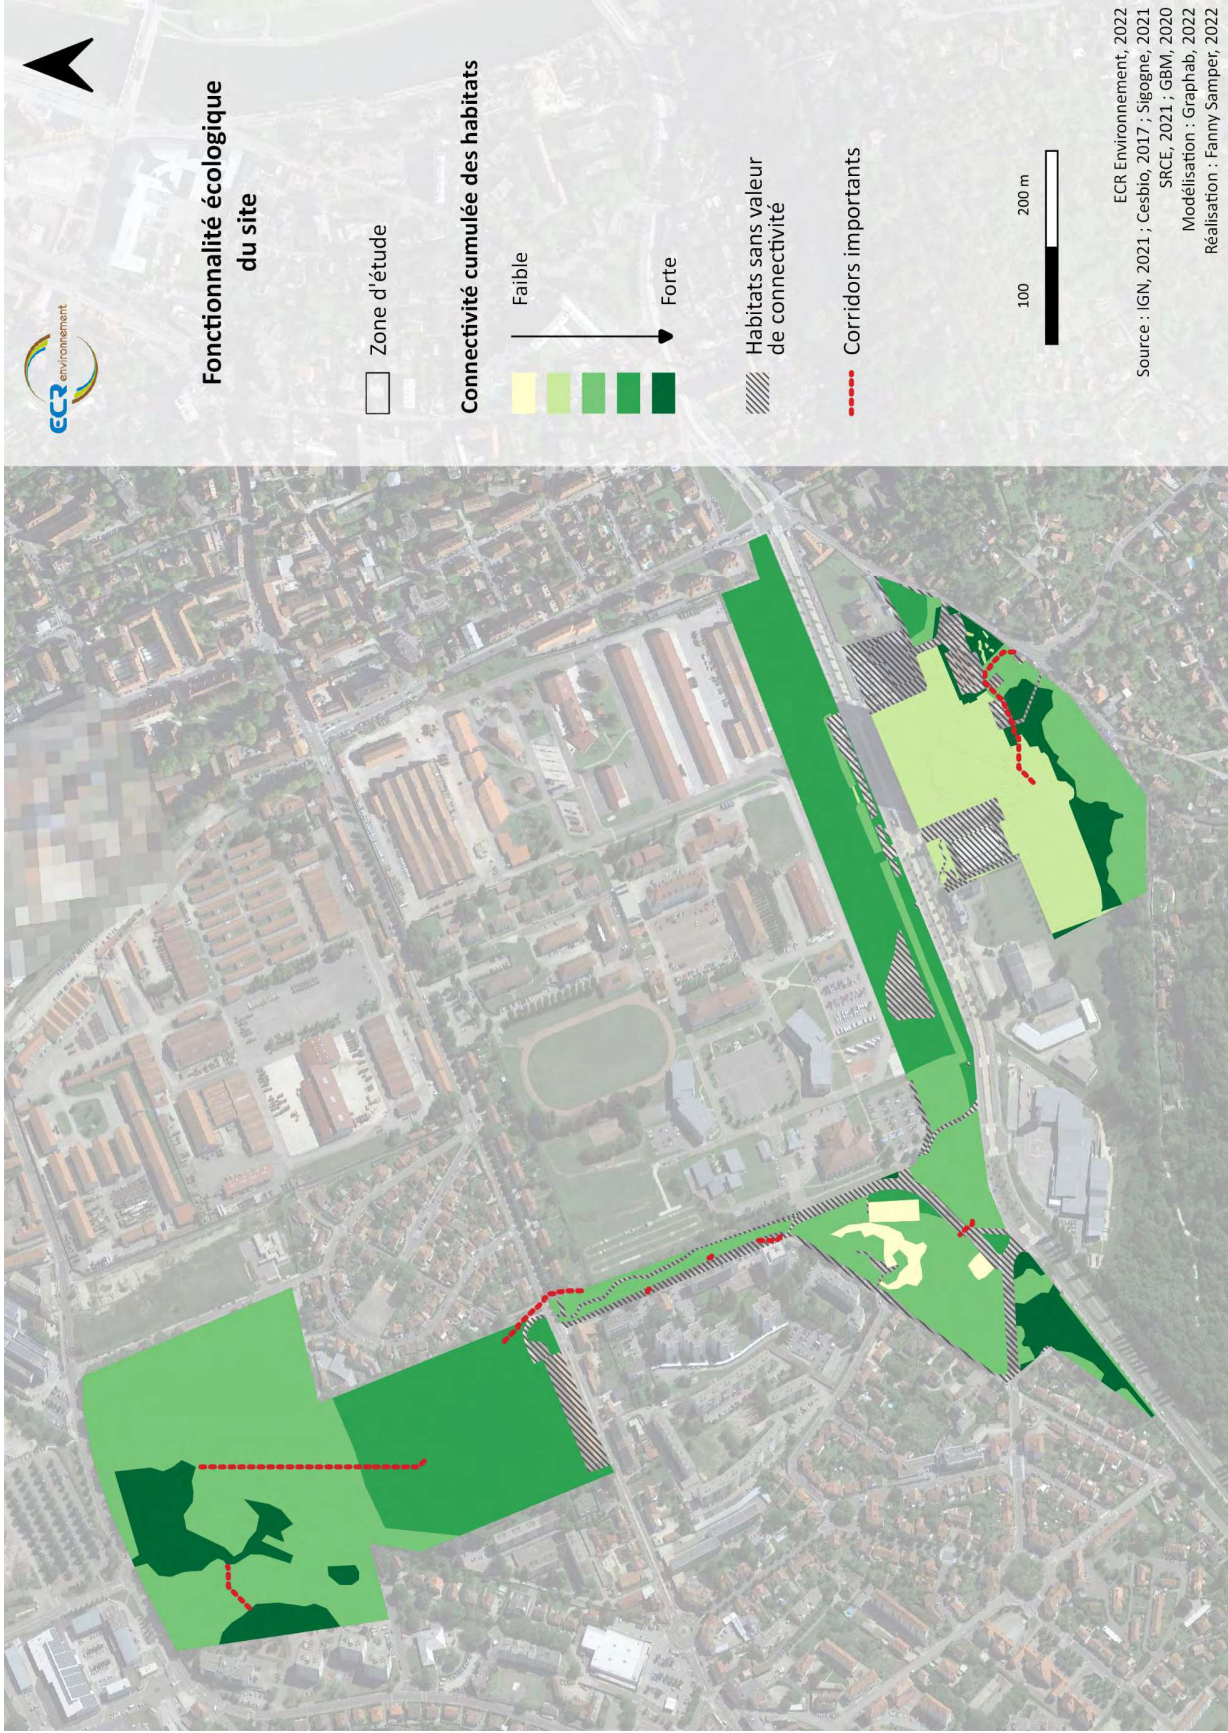 ECR environnement
Fonctionnalité écologique
du site
Zone d'étude
Connectivité cumulée des habitats
Faible
Forte
Habitats sans valeur
de connectivité
Corridors importants
100
200 m
ECR Environnement, 2022
Source : IGN, 2021 ; Cesbio, 2017 ; Sigogne, 2021
SRCE, 2021 ; GBM, 2020
Modélisation : Graphab, 2022
Réalisation : Fanny Samper, 2022